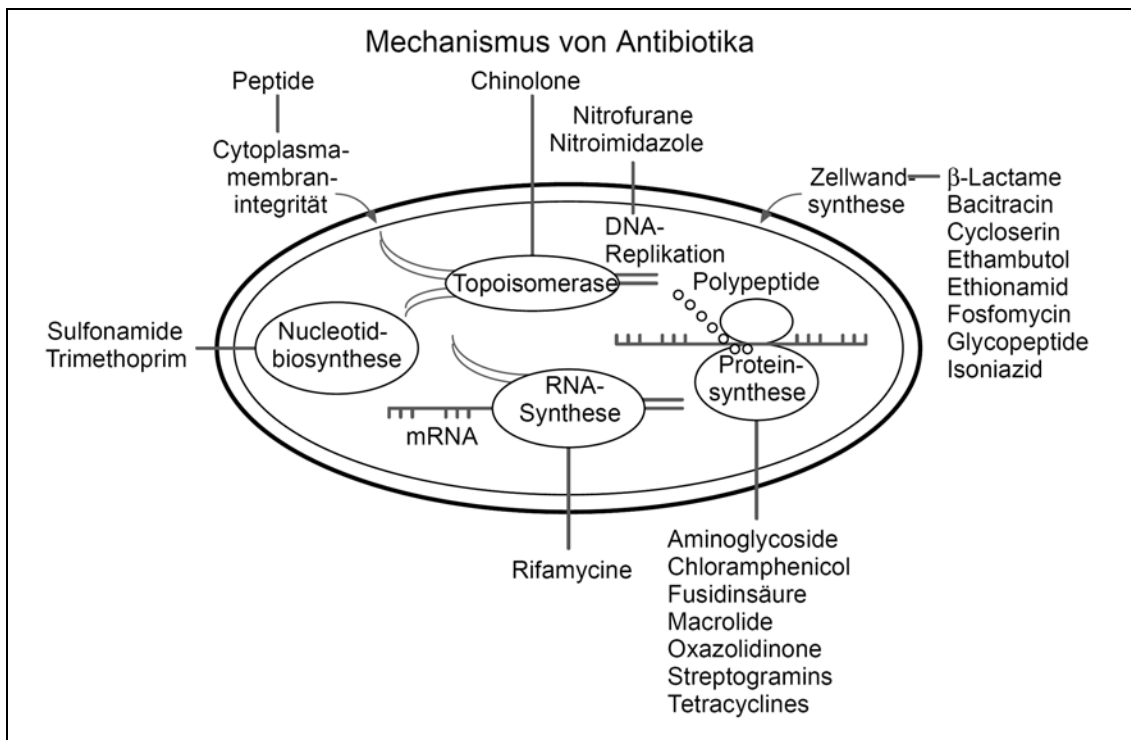 Mechanismus von Antibiotika
Peptide
Chinolone
Nitrofurane
Nitroimidazole
Cytoplasma-
membran-
integrität
Zellwand-
synthese
β-Lactame
Bacitracin
Cycloserin
Ethambutol
Ethionamid
Fosfomycin
Glycopeptide
Isoniazid
DNA-
Replikation
Topoisomerase
Polypeptide
Sulfonamide
Trimethoprim
Nucleotid-
biosynthese
Protein-
synthese
RNA-
Synthese
mRNA
Rifamycine
Aminoglycoside
Chloramphenicol
Fusidinsäure
Macrolide
Oxazolidinone
Streptogramins
Tetracyclines